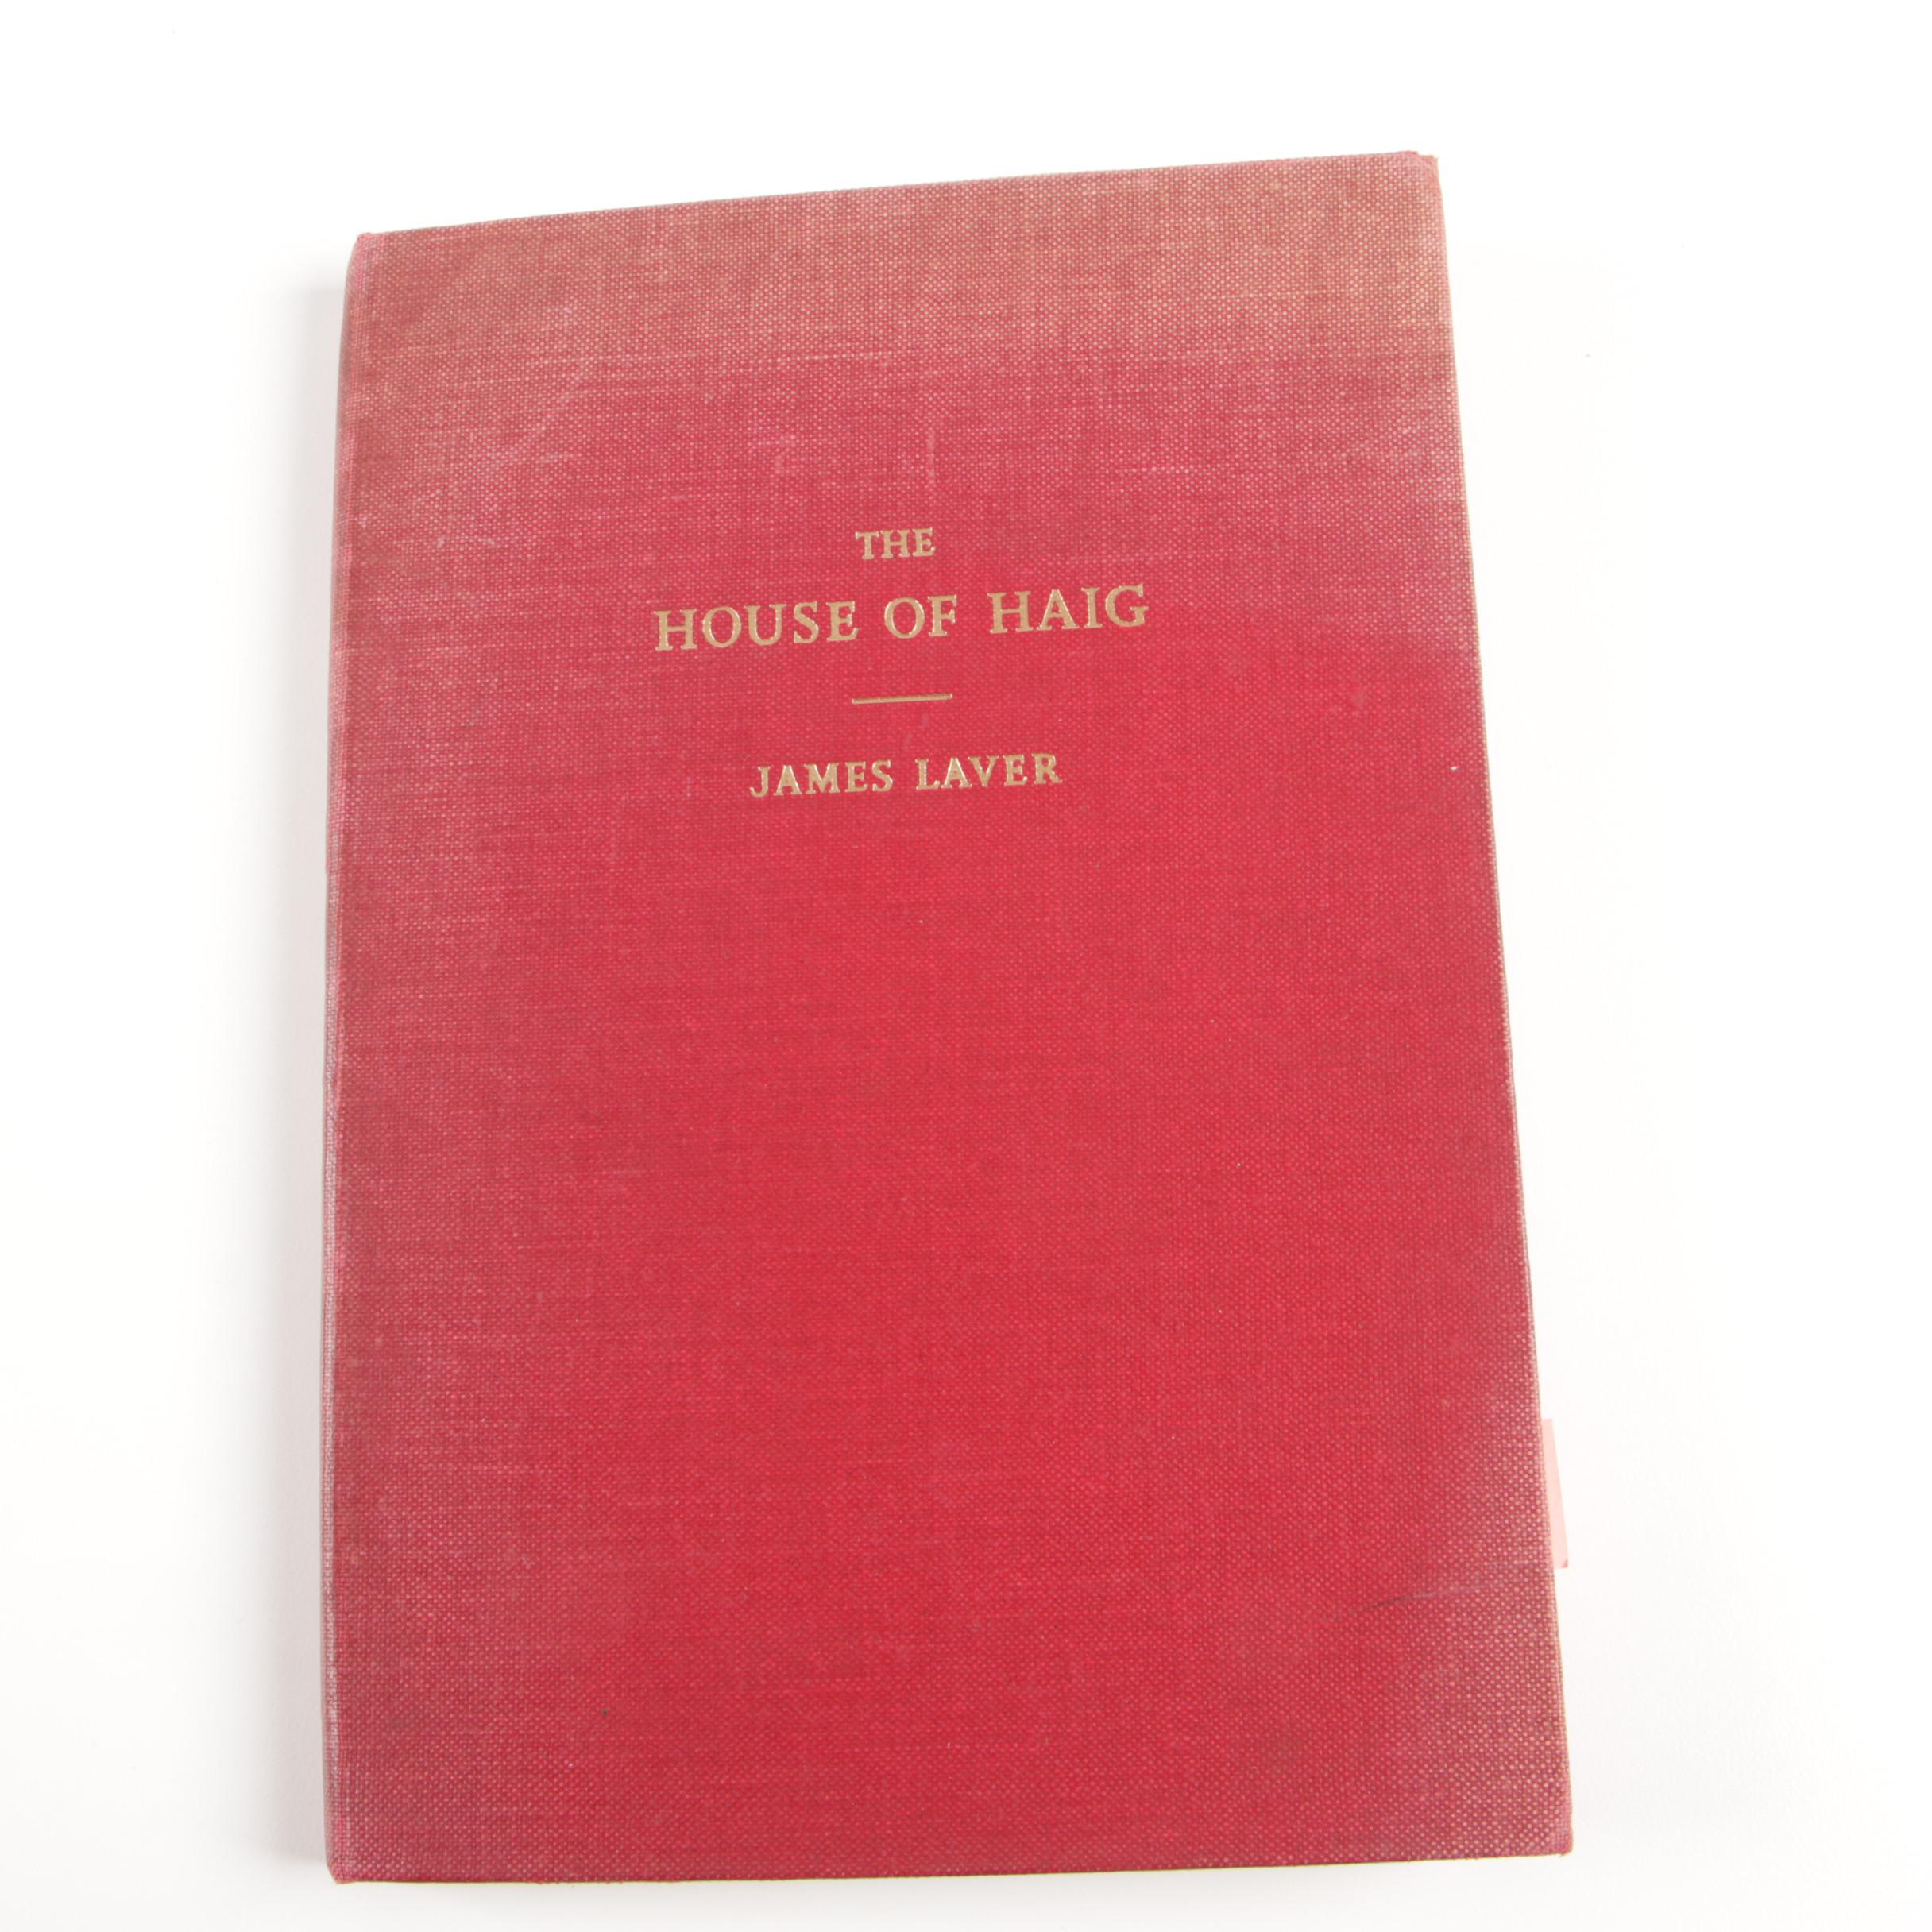 THE
HOUSE OF HAIG
JAMES LAVER